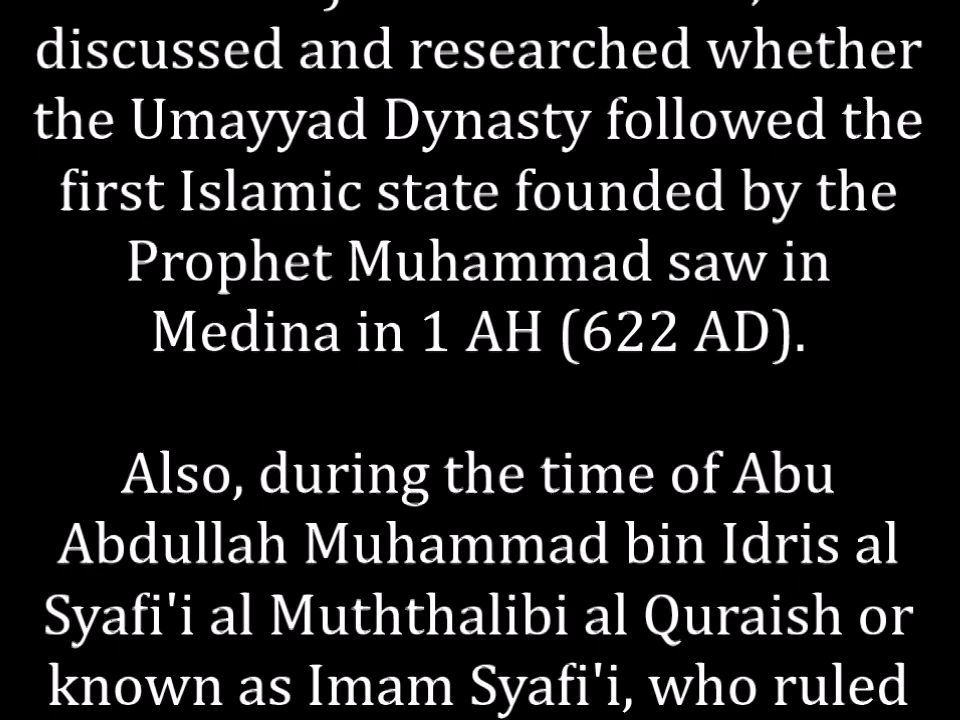 discussed and researched whether
the Umayyad Dynasty followed the
first Islamic state founded by the
Prophet Muhammad saw in
Medina in 1 AH (622 AD).
Also, during the time of Abu
Abdullah Muhammad bin Idris al
Syafi'i al Muththalibi al Quraish or
known as Imam Syafi'i, who ruled